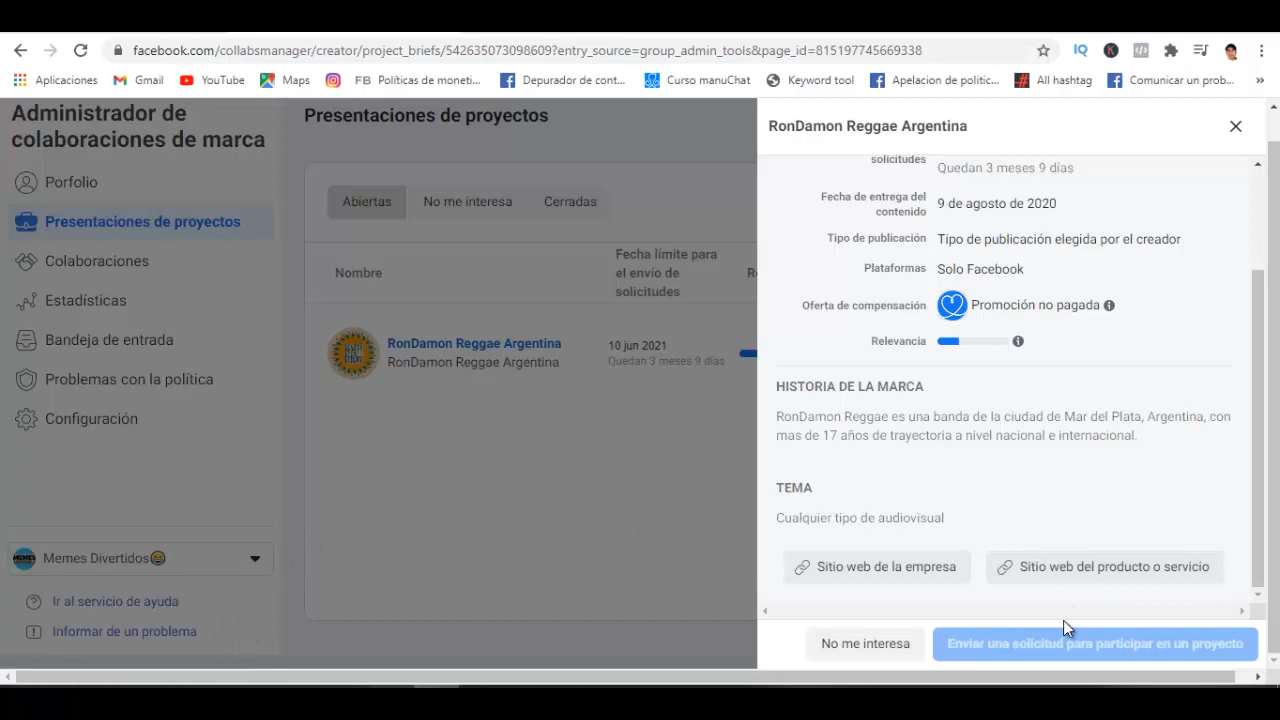 facebook.com/collabsmanager/creator/project_briefs/542635073098609?entry_source=group_admin_tools&page_id=815197745669338
Aplicaciones
Gmail
YouTube
Maps
FB Políticas de moneti...
Depurador de cont...
Curso manuChat
Keyword tool
Apelacion de politic...
All hashtag
Comunicar un prob...
»
Administrador de
colaboraciones de marca
Porfolio
Presentaciones de proyectos
Colaboraciones
Estadísticas
Bandeja de entrada
Problemas con la política
Configuración
Memes Divertidos😂
Ir al servicio de ayuda
Informar de un problema
Presentaciones de proyectos
Abiertas
No me interesa
Cerradas
Nombre
Fecha límite para
el envío de
solicitudes
RonDamon Reggae Argentina
RonDamon Reggae Argentina
10 jun 2021
Quedan 3 meses 9 días
RonDamon Reggae Argentina
solicitudes
Quedan 3 meses 9 días
Fecha de entrega del
contenido
9 de agosto de 2020
Tipo de publicación
Tipo de publicación elegida por el creador
Plataformas
Solo Facebook
Oferta de compensación
Promoción no pagada
Relevancia
HISTORIA DE LA MARCA
RonDamon Reggae es una banda de la ciudad de Mar del Plata, Argentina, con
mas de 17 años de trayectoria a nivel nacional e internacional.
TEMA
Cualquier tipo de audiovisual
Sitio web de la empresa
Sitio web del producto o servicio
No me interesa
Enviar una solicitud para participar en un proyecto